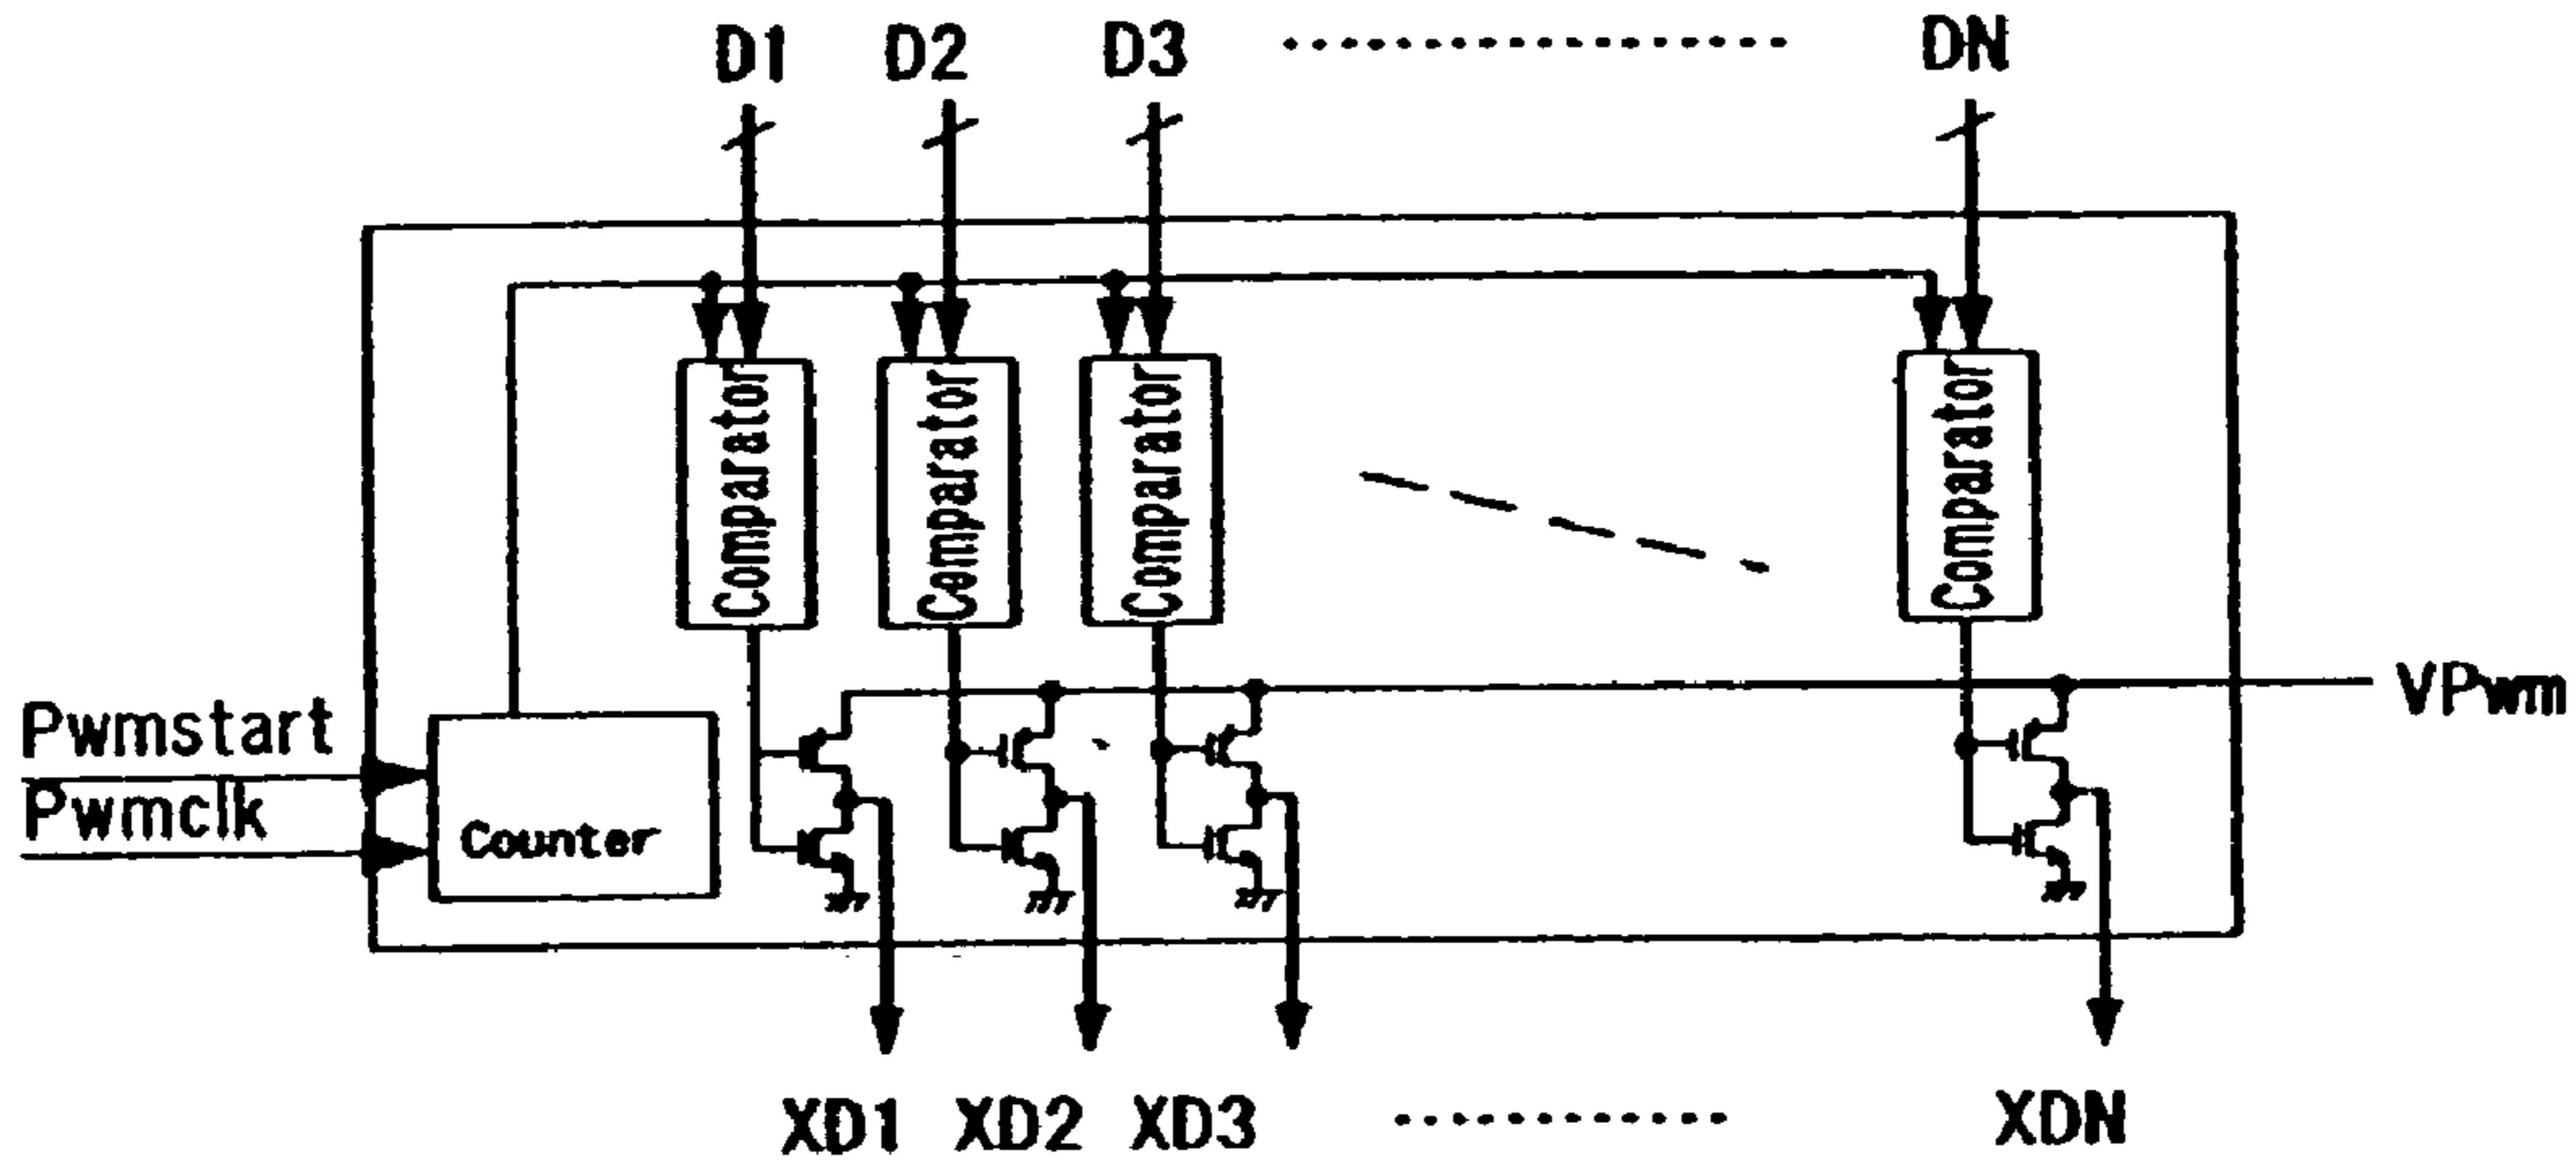 D1 D2 D3 DN
Comparator Comparator Comparator Comparator
VPwm
Pwmstart
Pwmclk
Counter
XD1 XD2 XD3 XDN